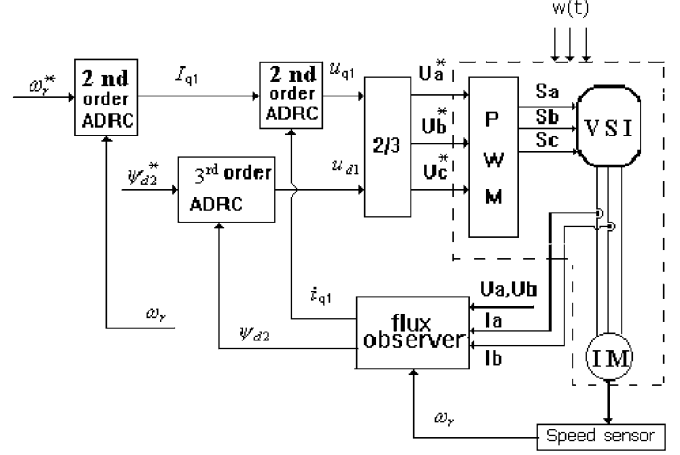 w(t)
ω_r*
2 nd
order
ADRC
I_q1
2 nd
order
ADRC
u_q1
2/3
Ua*
Ub*
Uc*
P
W
M
Sa
Sb
Sc
VSI
ψ_d2*
3rd order
ADRC
u_d1
ω_r
i_q1
ψ_d2
flux
observer
Ua,Ub
Ia
Ib
IM
ω_r
Speed sensor